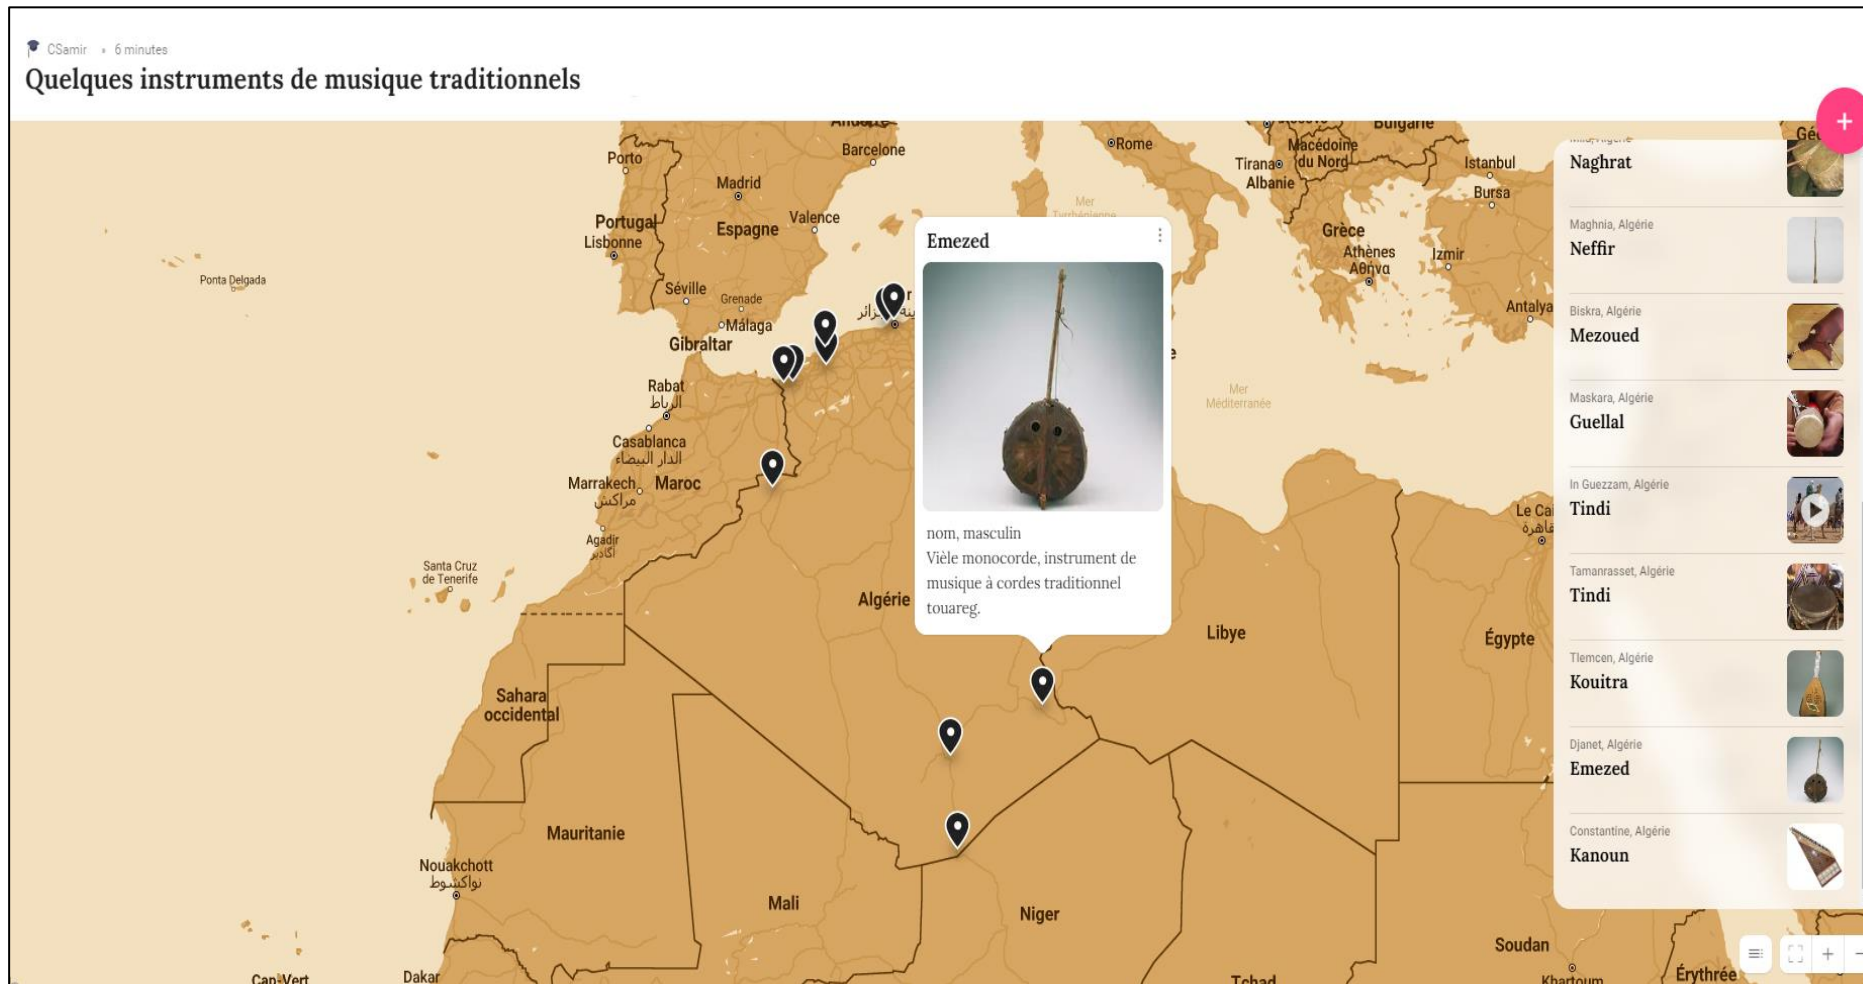 CSamir • 6 minutes
Quelques instruments de musique traditionnels
Porto
Barcelone
Madrid
Portugal
Espagne
Valence
Lisbonne
Ponta Delgada
Séville
Grenade
Málaga
Gibraltar
Rabat
الرباط
Casablanca
الدار البيضاء
Marrakech
مراكش
Maroc
Agadir
أكادير
Santa Cruz
de Tenerife
Algérie
Sahara
occidental
Mauritanie
Nouakchott
نواكشوط
Mali
Niger
Cap-Vert
Dakar
Tchad
Rome
Mer
Tyrrhénienne
Tirana
Albanie
Macédoine
du Nord
Bulgarie
Istanbul
Bursa
Grèce
Athènes
Αθήνα
Izmir
Antalya
Mer
Méditerranée
Libye
Égypte
Le Cai
Soudan
Khartoum
Érythrée
Emezed
nom, masculin
Vièle monocorde, instrument de
musique à cordes traditionnel
touareg.
Gé
Naghrat
Maghnia, Algérie
Neffir
Biskra, Algérie
Mezoued
Maskara, Algérie
Guellal
In Guezzam, Algérie
Tindi
Tamanrasset, Algérie
Tindi
Tlemcen, Algérie
Kouitra
Djanet, Algérie
Emezed
Constantine, Algérie
Kanoun